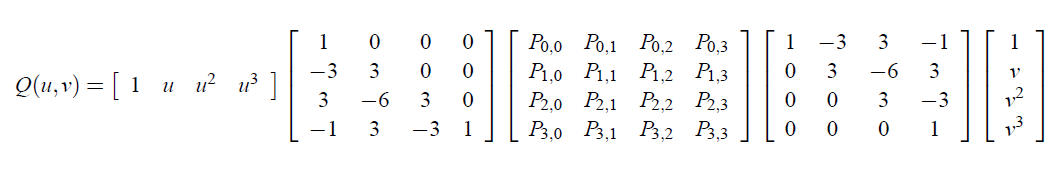 Q(u,v) = [ 1 u u² u³ ] [ 1 0 0 0 ] [ P0,0 P0,1 P0,2 P0,3 ] [ 1 −3 3 −1 ] [ 1 ]
[ −3 3 0 0 ] [ P1,0 P1,1 P1,2 P1,3 ] [ 0 3 −6 3 ] [ v ]
[ 3 −6 3 0 ] [ P2,0 P2,1 P2,2 P2,3 ] [ 0 0 3 −3 ] [ v² ]
[ −1 3 −3 1 ] [ P3,0 P3,1 P3,2 P3,3 ] [ 0 0 0 1 ] [ v³ ]